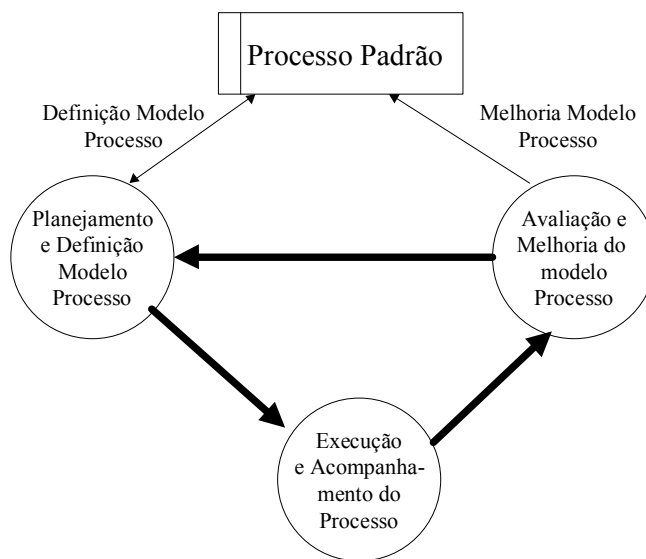 Processo Padrão
Definição Modelo
Processo
Melhoria Modelo
Processo
Planejamento
e Definição
Modelo
Processo
Avaliação e
Melhoria do
modelo
Processo
Execução
e Acompanha-
mento do
Processo